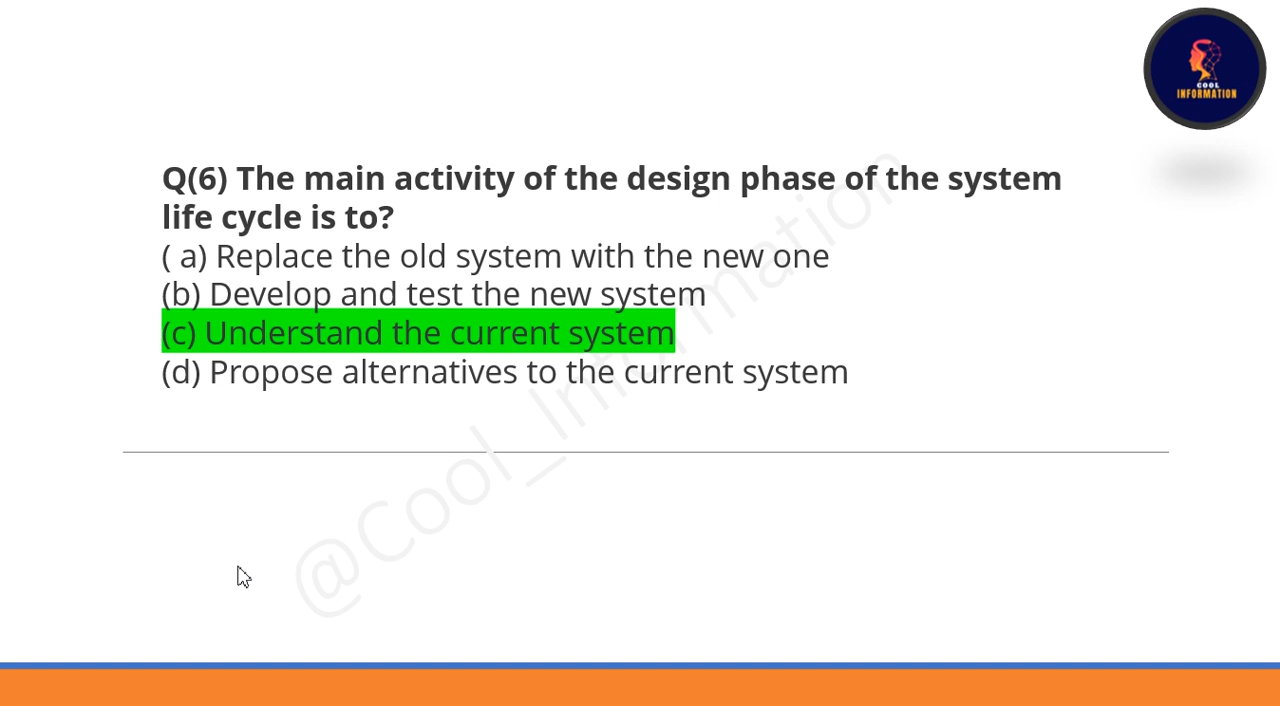 COOL
INFORMATION
Q(6) The main activity of the design phase of the system
life cycle is to?
( a) Replace the old system with the new one
(b) Develop and test the new system
(c) Understand the current system
(d) Propose alternatives to the current system
@Cool_Information